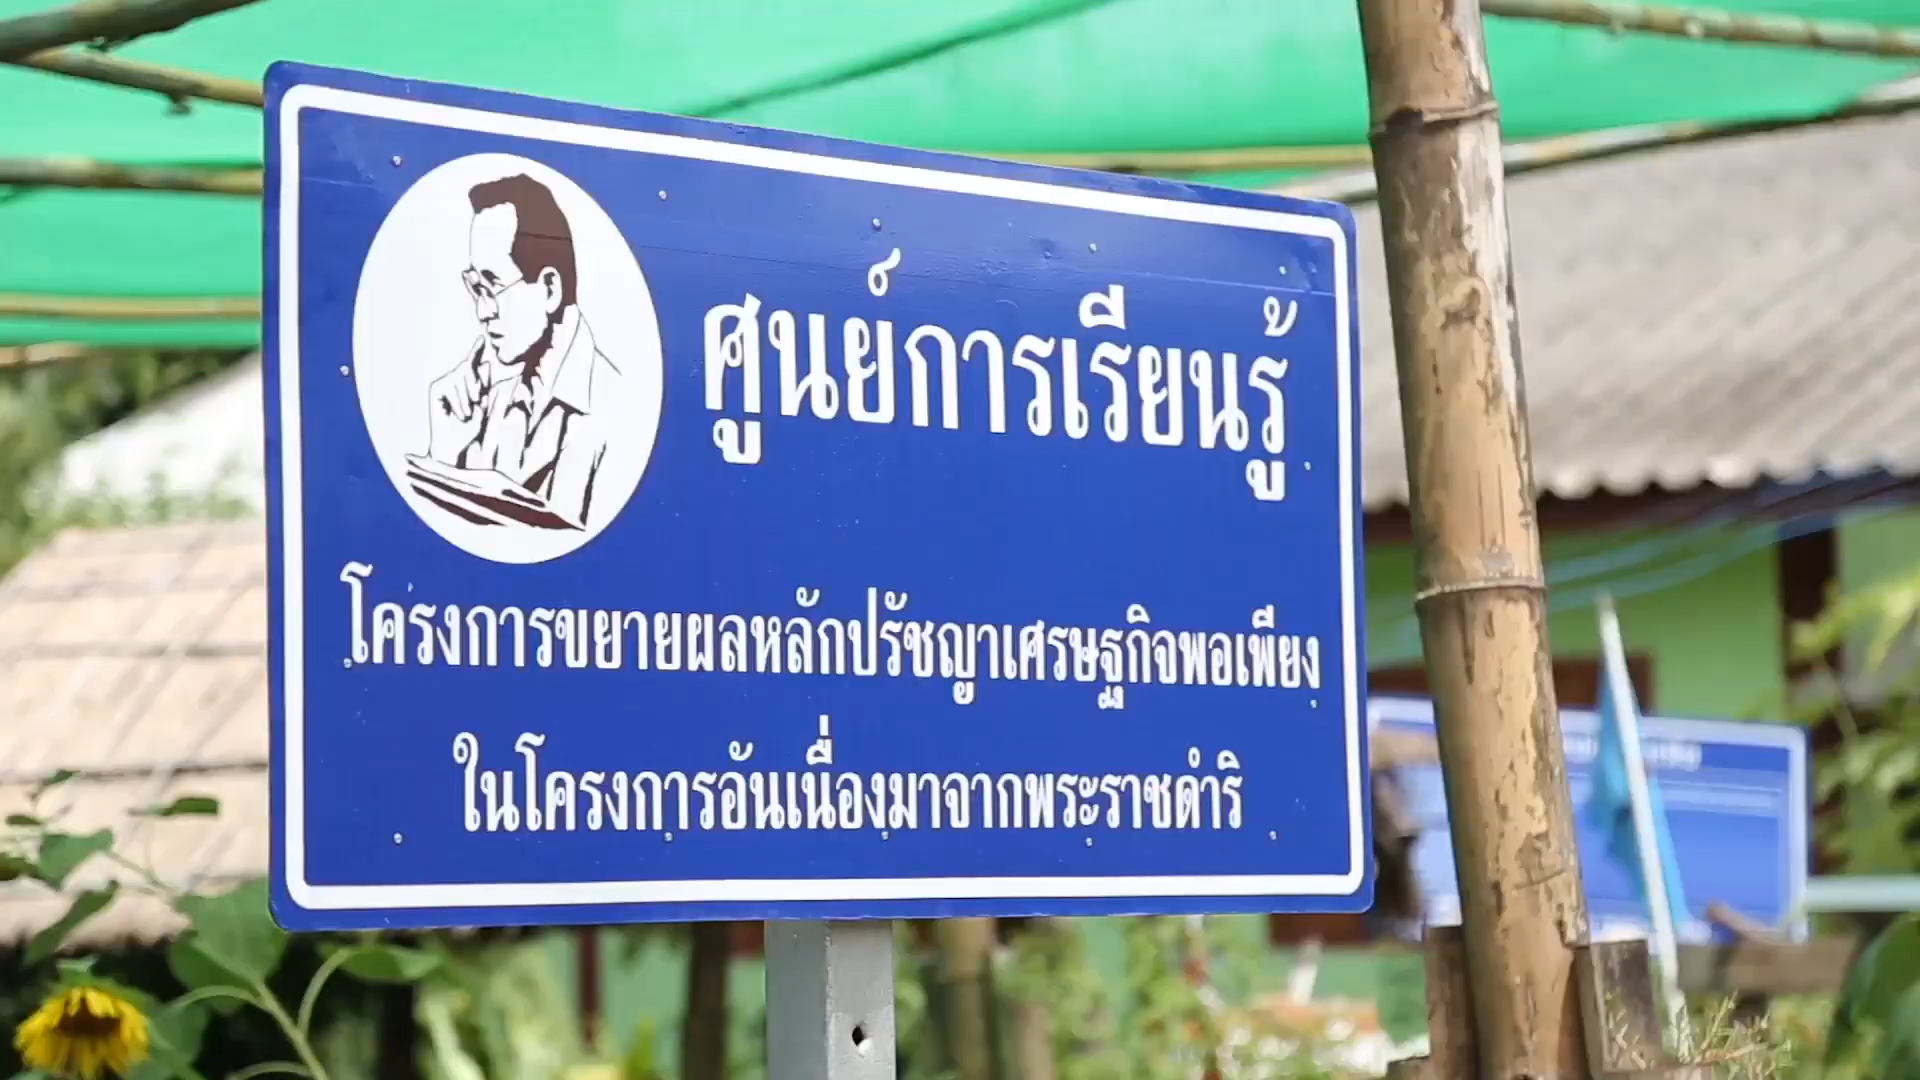 ศูนย์การเรียนรู้
โครงการขยายผลหลักปรัชญาเศรษฐกิจพอเพียง
ในโครงการอันเนื่องมาจากพระราชดำริ